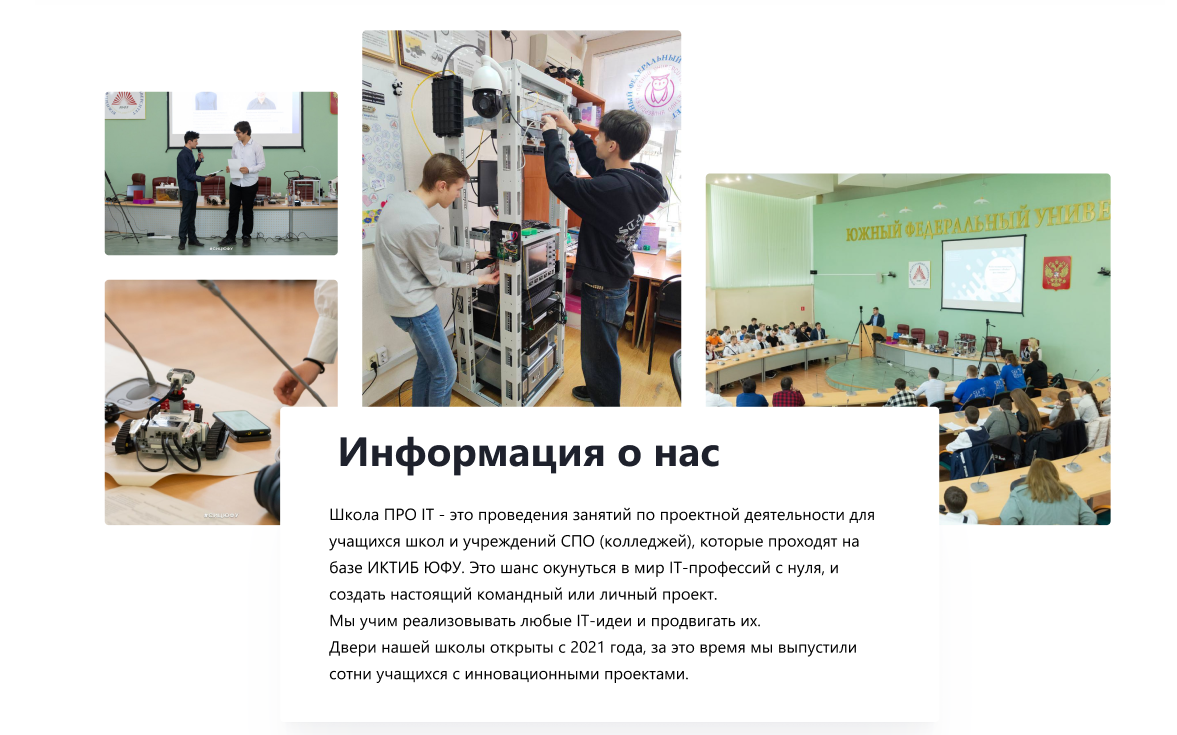 ЮЖНЫЙ ФЕДЕРАЛЬНЫЙ УНИВЕ
Информация о нас
Школа ПРО IT - это проведения занятий по проектной деятельности для
учащихся школ и учреждений СПО (колледжей), которые проходят на
базе ИКТИБ ЮФУ. Это шанс окунуться в мир IT-профессий с нуля, и
создать настоящий командный или личный проект.
Мы учим реализовывать любые IT-идеи и продвигать их.
Двери нашей школы открыты с 2021 года, за это время мы выпустили
сотни учащихся с инновационными проектами.